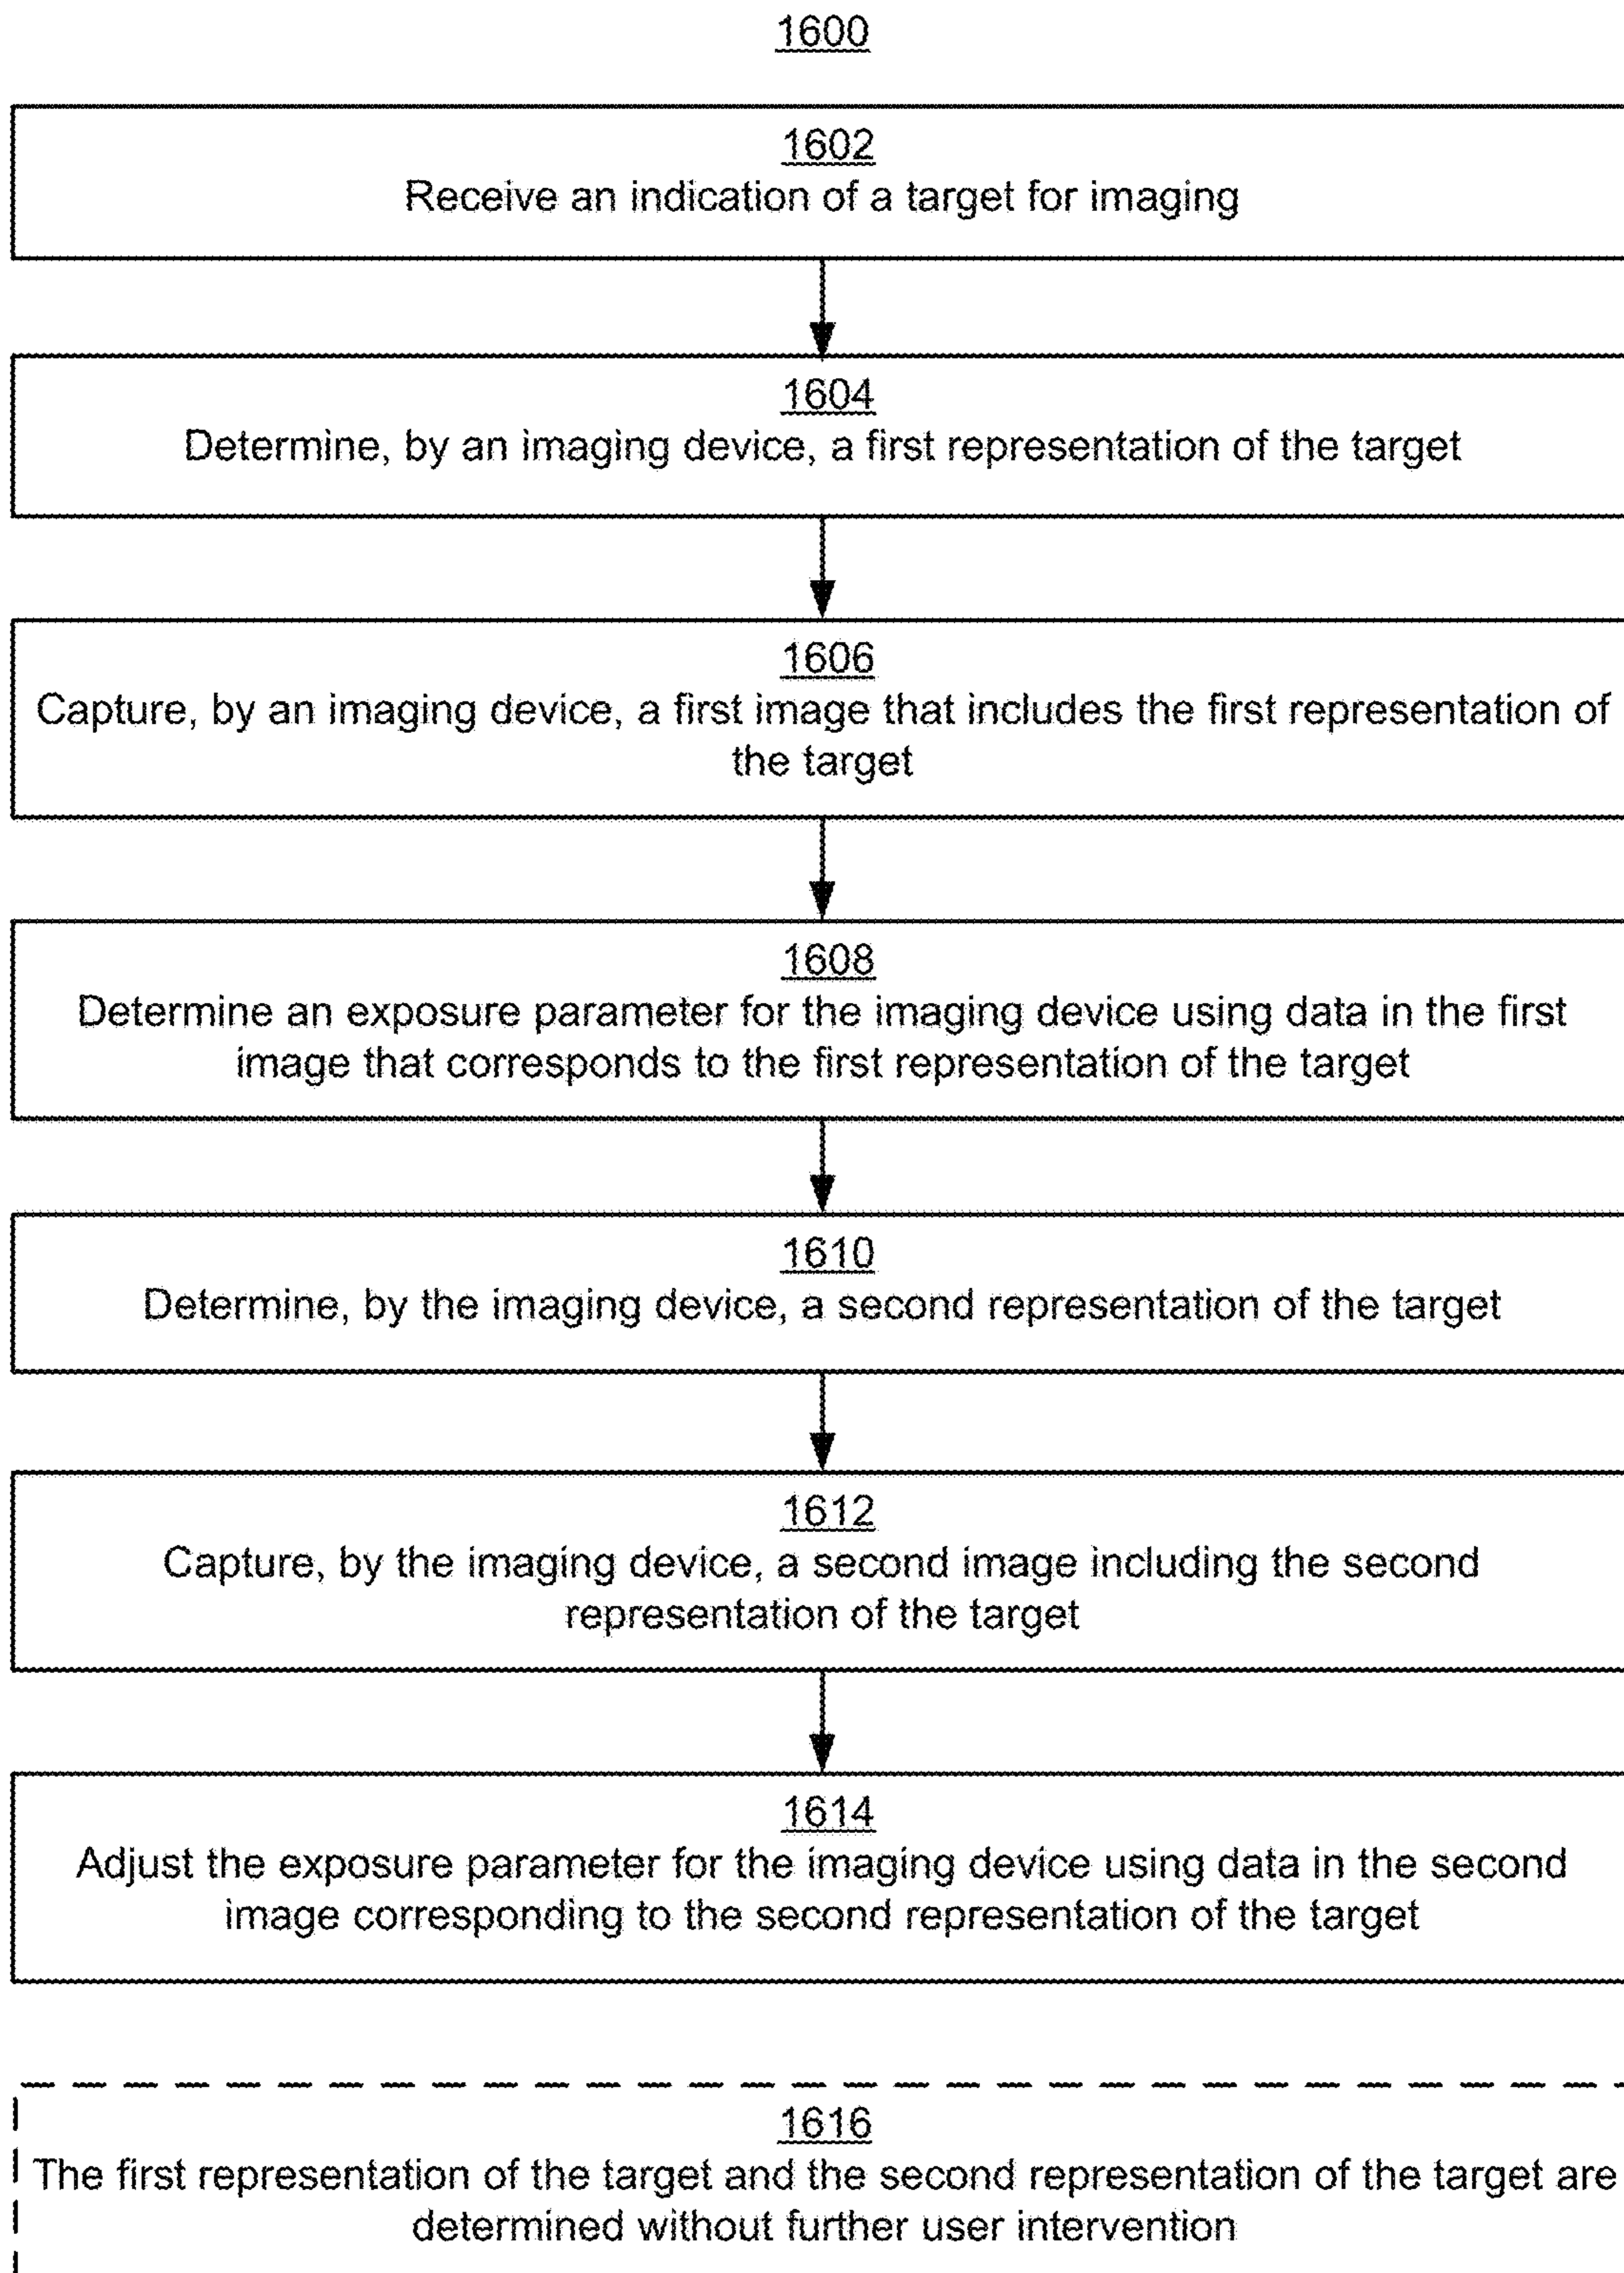 1600
1602
Receive an indication of a target for imaging
1604
Determine, by an imaging device, a first representation of the target
1606
Capture, by an imaging device, a first image that includes the first representation of
the target
1608
Determine an exposure parameter for the imaging device using data in the first
image that corresponds to the first representation of the target
1610
Determine, by the imaging device, a second representation of the target
1612
Capture, by the imaging device, a second image including the second
representation of the target
1614
Adjust the exposure parameter for the imaging device using data in the second
image corresponding to the second representation of the target
1616
The first representation of the target and the second representation of the target are
determined without further user intervention